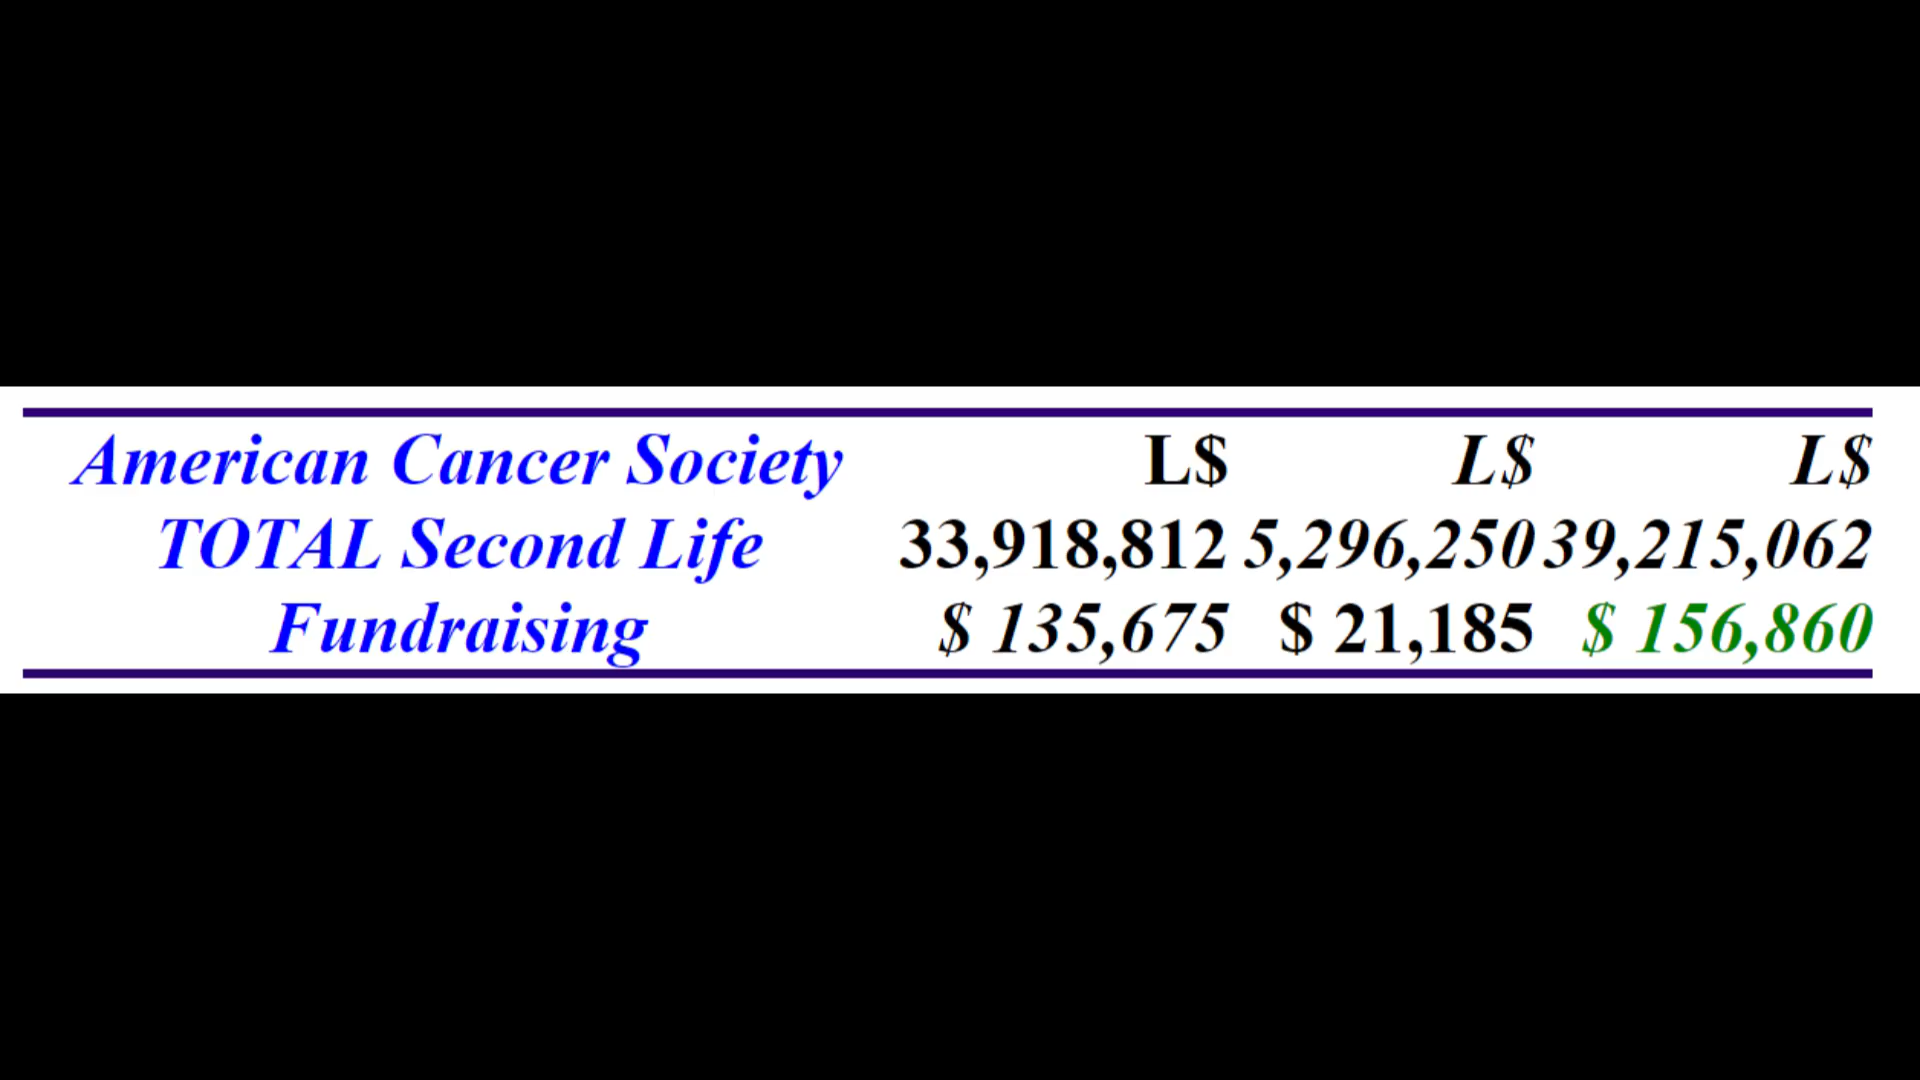 American Cancer Society L$ L$ L$
TOTAL Second Life 33,918,812 5,296,250 39,215,062
Fundraising $ 135,675 $ 21,185 $ 156,860